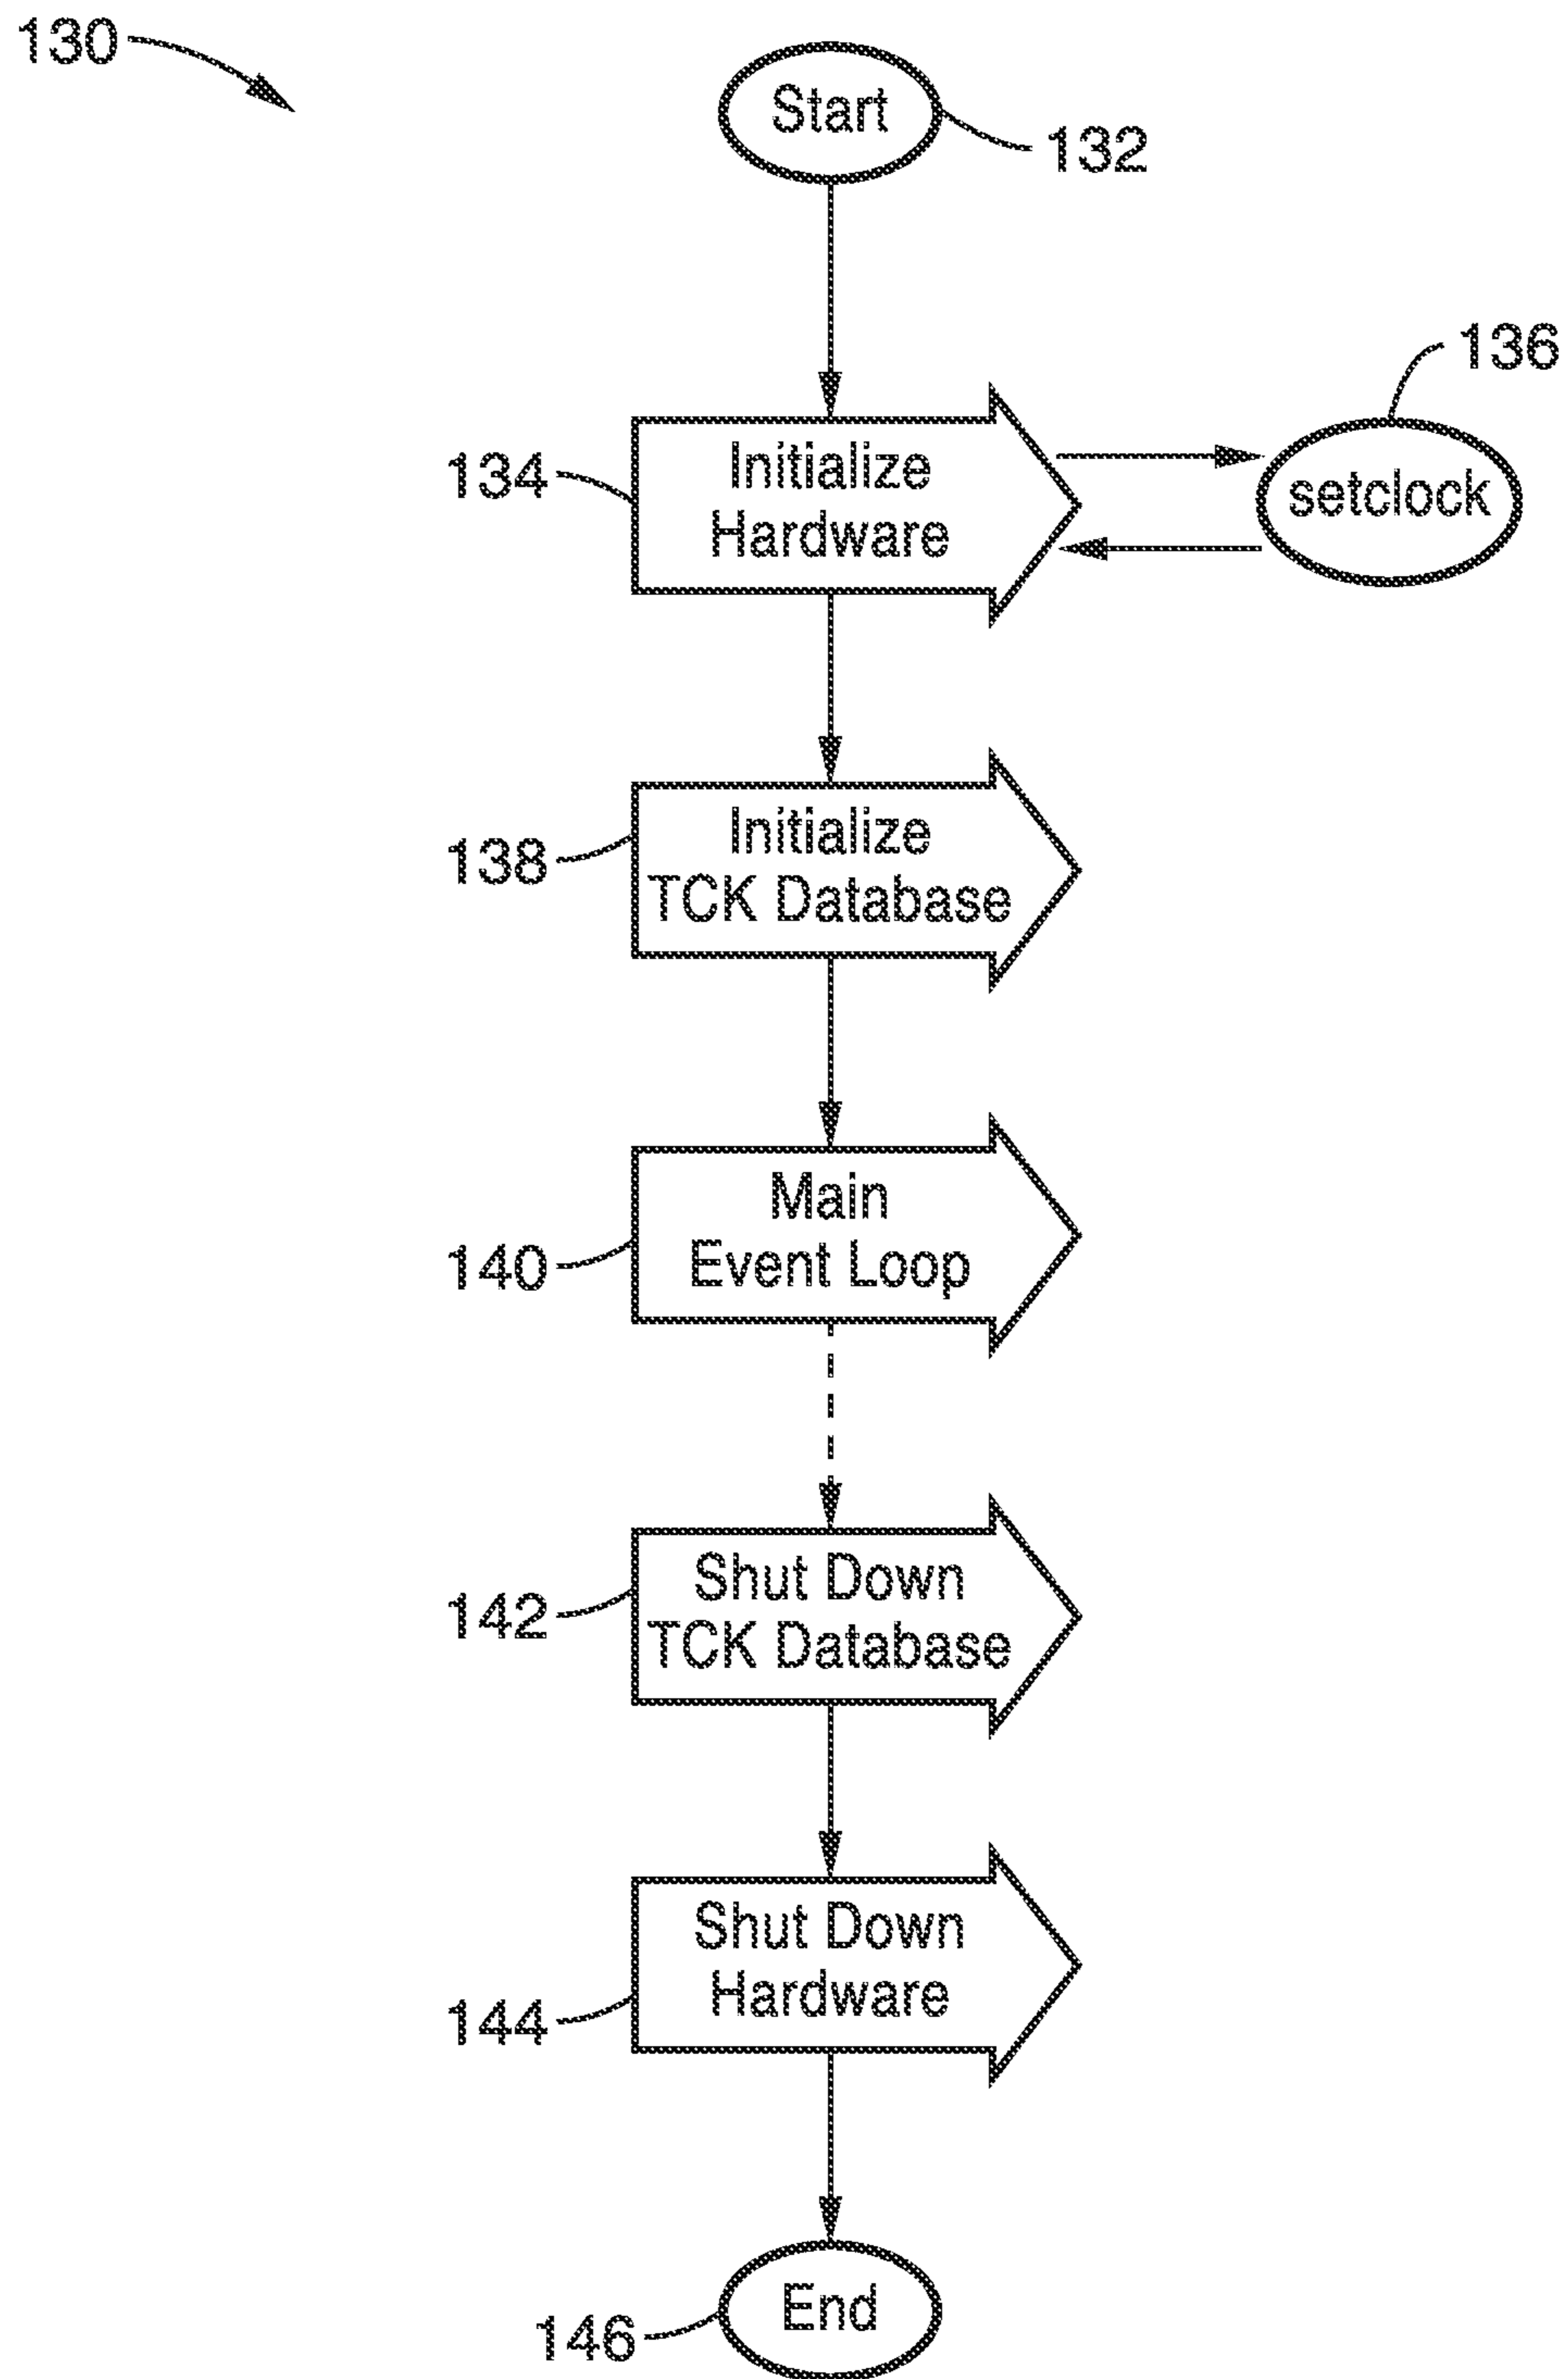 130
Start
132
136
134
Initialize
Hardware
setclock
138
Initialize
TCK Database
140
Main
Event Loop
142
Shut Down
TCK Database
144
Shut Down
Hardware
146
End